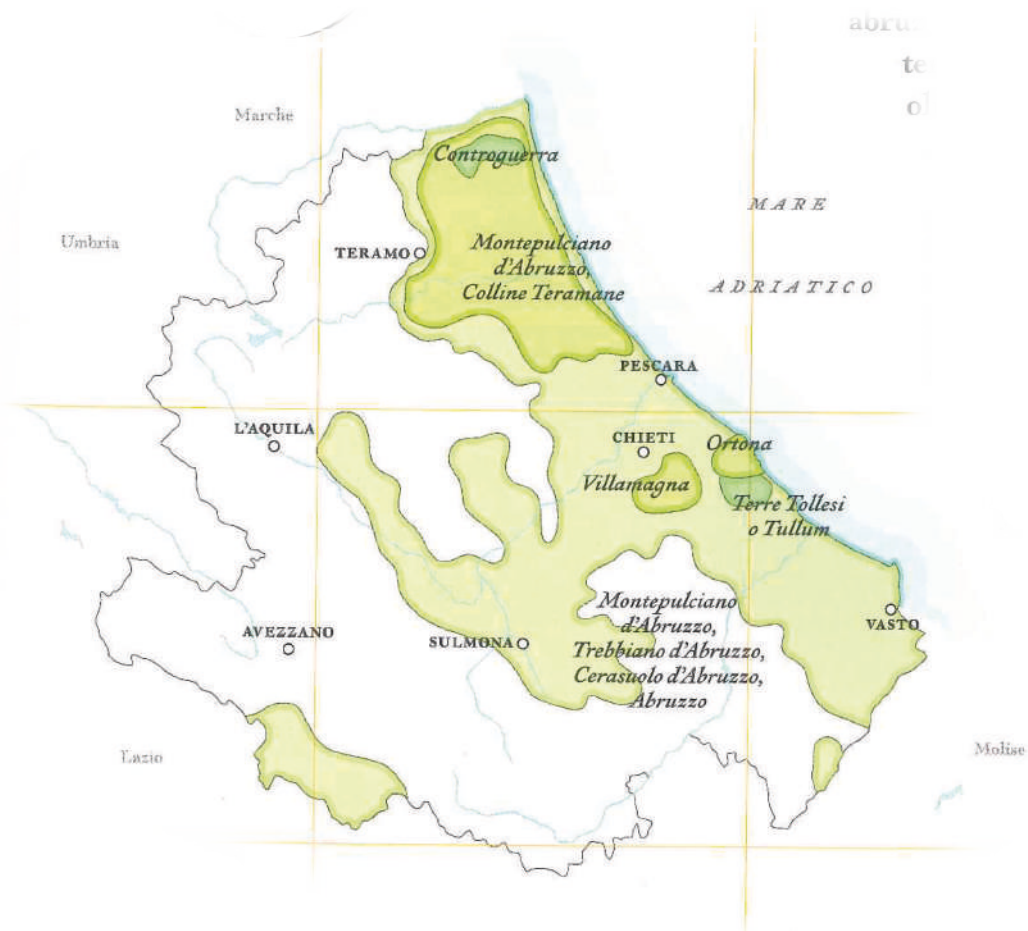 Marche
Controguerra
MARE
Umbria
TERAMO
Montepulciano
d'Abruzzo,
Colline Teramane
ADRIATICO
PESCARA
L'AQUILA
CHIETI
Ortona
Villamagna
Terre Tollesi
o Tullum
Montepulciano
d'Abruzzo,
Trebbiano d'Abruzzo,
Cerasuolo d'Abruzzo,
Abruzzo
VASTO
AVEZZANO
SULMONA
Lazio
Molise